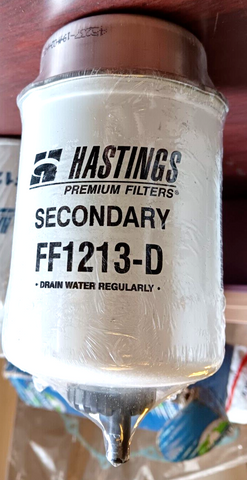 HASTINGS
PREMIUM FILTERS®
SECONDARY
FF1213-D
• DRAIN WATER REGULARLY •